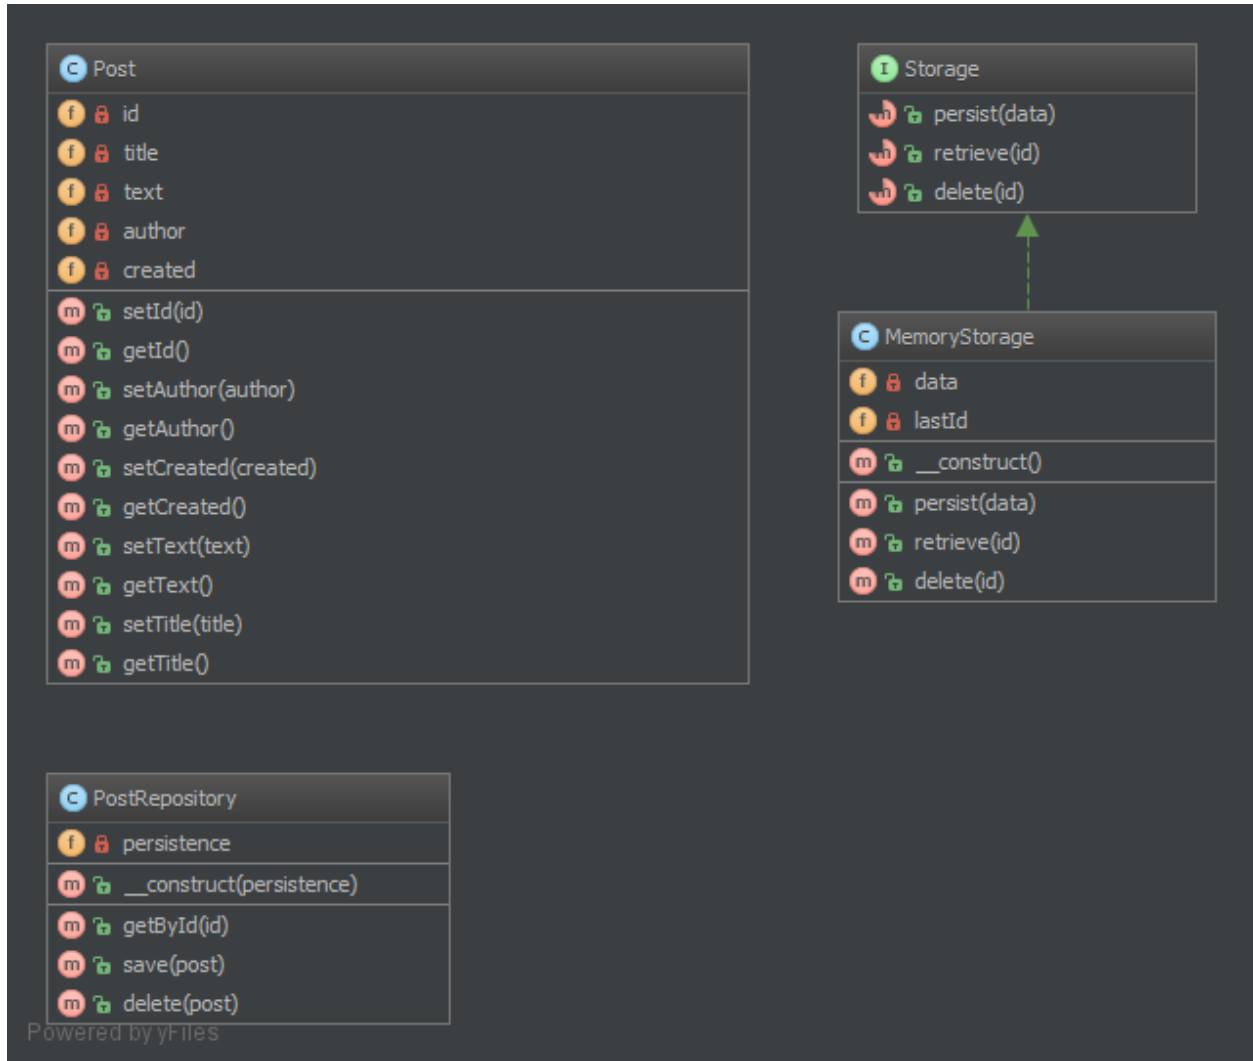 C Post
f id
f title
f text
f author
f created
m setId(id)
m getId()
m setAuthor(author)
m getAuthor()
m setCreated(created)
m getCreated()
m setText(text)
m getText()
m setTitle(title)
m getTitle()
I Storage
m persist(data)
m retrieve(id)
m delete(id)
C MemoryStorage
f data
f lastId
m __construct()
m persist(data)
m retrieve(id)
m delete(id)
C PostRepository
f persistence
m __construct(persistence)
m getById(id)
m save(post)
m delete(post)
Powered by yFiles